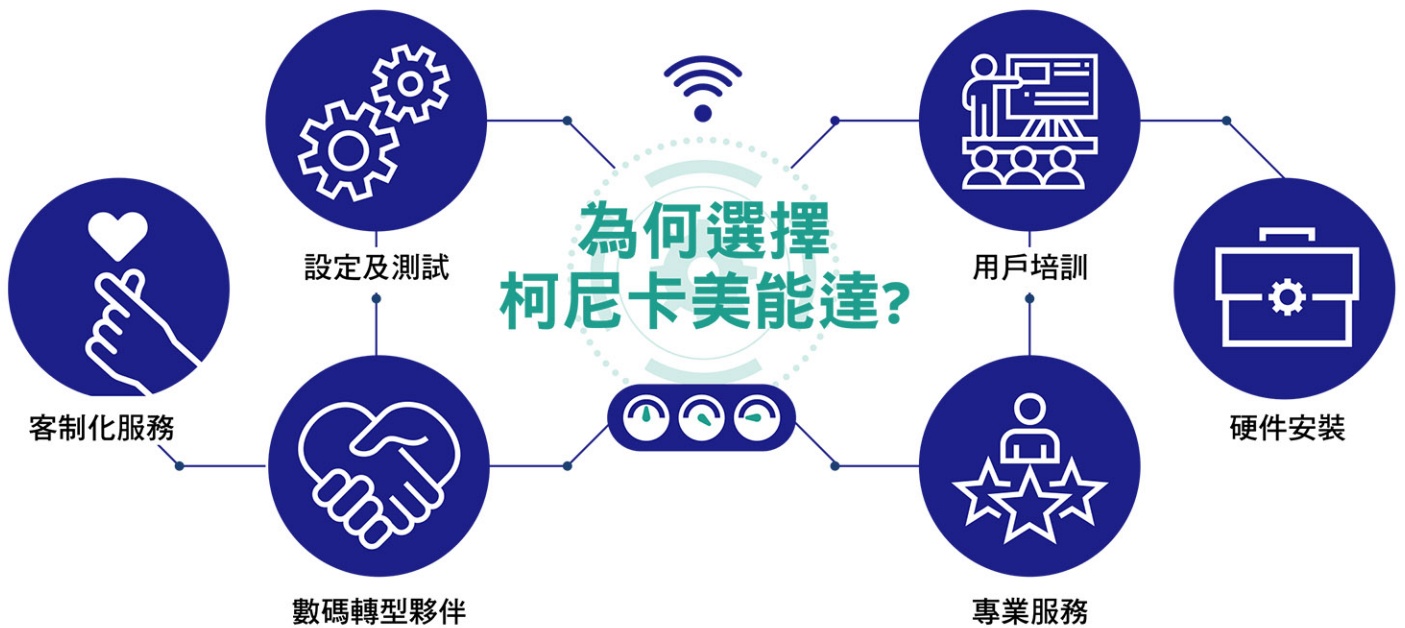 為何選擇
柯尼卡美能達?
設定及測試
用戶培訓
客制化服務
硬件安裝
數碼轉型夥伴
專業服務